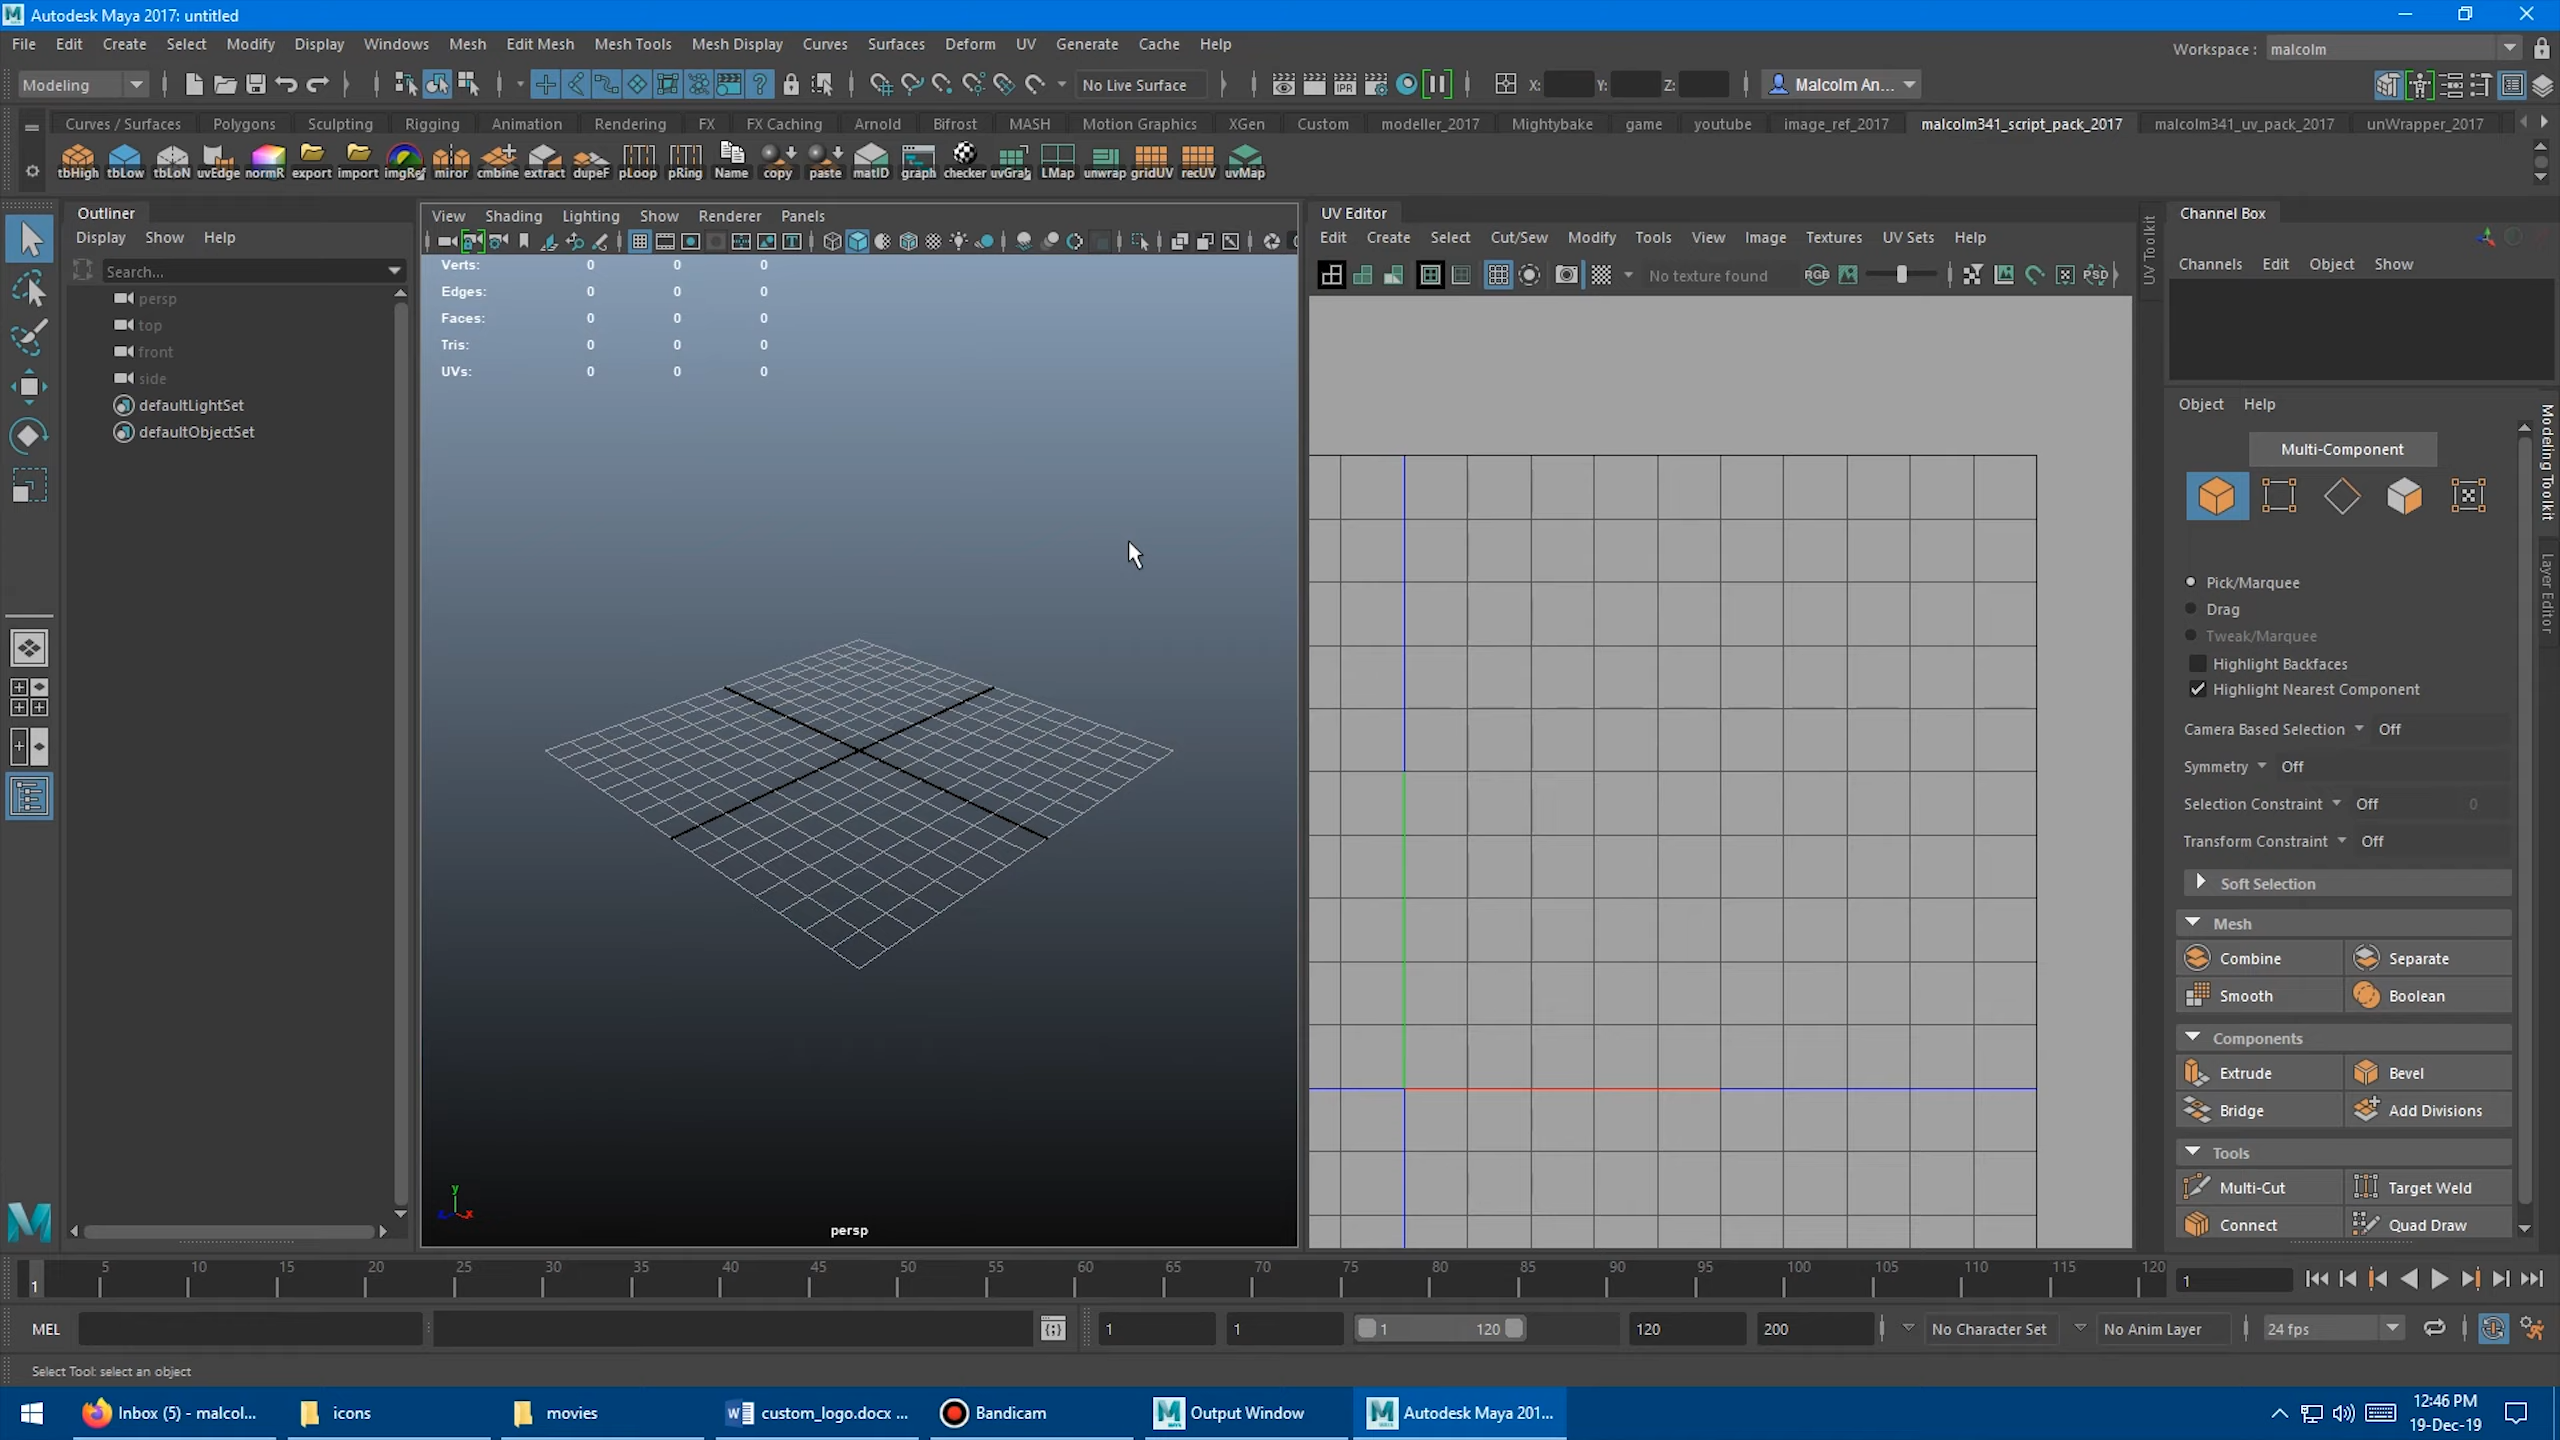 Autodesk Maya 2017: untitled
File Edit Create Select Modify Display Windows Mesh Edit Mesh Mesh Tools Mesh Display Curves Surfaces Deform UV Generate Cache Help
Workspace : malcolm
Modeling No Live Surface X: Y: Z: Malcolm An...
IPR
Curves / Surfaces Polygons Sculpting Rigging Animation Rendering FX FX Caching Arnold Bifrost MASH Motion Graphics XGen Custom modeller_2017 Mightybake game youtube image_ref_2017 malcolm341_script_pack_2017 malcolm341_uv_pack_2017 unWrapper_2017
tbHigh tbLow tbLoN uvEdge normR export import imgRef miror cmbine extract dupeF pLoop pRing Name copy paste matID graph checker LMap unwrap gridUV recUV uvMap
Outliner
Display Show Help
Search...
persp
top
front
side
defaultLightSet
defaultObjectSet
View Shading Lighting Show Renderer Panels
Verts: 0 0 0
Edges: 0 0 0
Faces: 0 0 0
Tris: 0 0 0
UVs: 0 0 0
y
x
persp
UV Editor
Edit Create Select Cut/Sew Modify Tools View Image Textures UV Sets Help
No texture found RGB PSD
UV Toolkit
Channel Box
Channels Edit Object Show
Object Help
Multi-Component
Pick/Marquee
Drag
Tweak/Marquee
Highlight Backfaces
Highlight Nearest Component
Camera Based Selection Off
Symmetry Off
Selection Constraint Off 0
Transform Constraint Off
Soft Selection
Mesh
Combine Separate
Smooth Boolean
Components
Extrude Bevel
Bridge Add Divisions
Tools
Multi-Cut Target Weld
Connect Quad Draw
Modeling Toolkit
Layer Editor
1 5 10 15 20 25 30 35 40 45 50 55 60 65 70 75 80 85 90 95 100 105 110 115 120 1
MEL 1 1 1 120 120 200 No Character Set No Anim Layer 24 fps
Select Tool: select an object
Inbox (5) - malcol... icons movies custom_logo.docx ... Bandicam Output Window Autodesk Maya 201...
12:46 PM
19-Dec-19